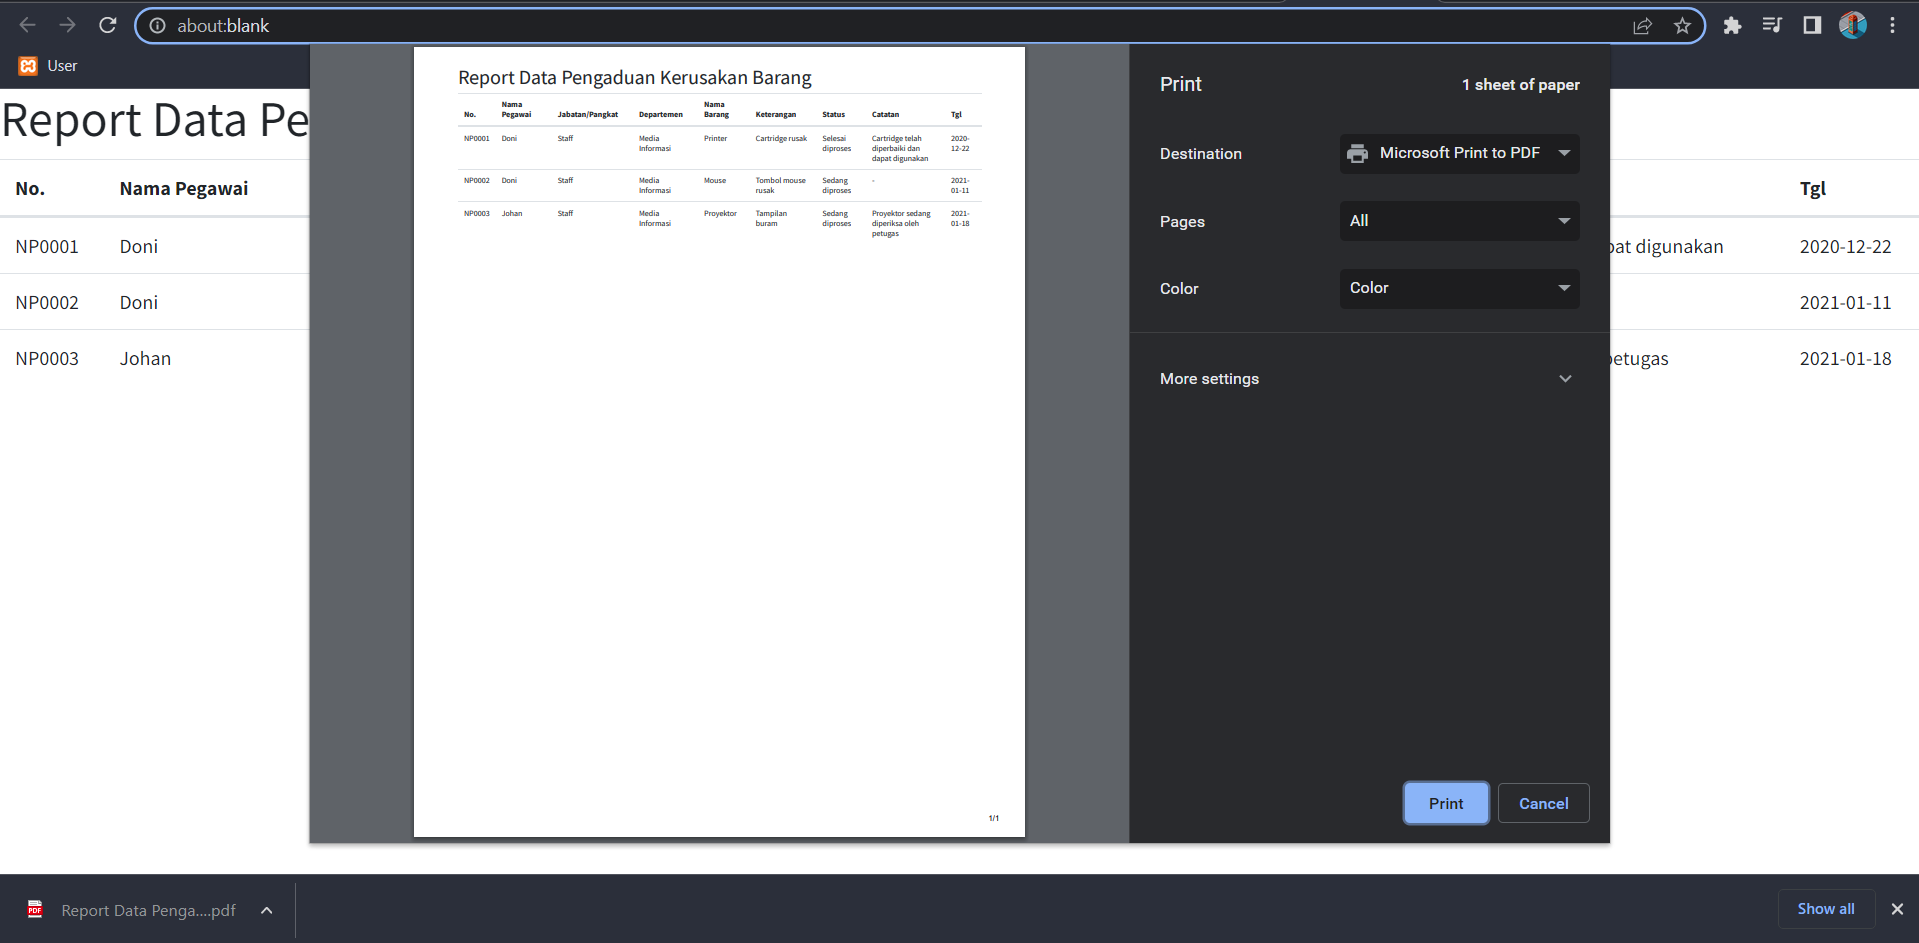 about:blank
User
Report Data Pe
No. Nama Pegawai Tgl
NP0001 Doni pat digunakan 2020-12-22
NP0002 Doni 2021-01-11
NP0003 Johan petugas 2021-01-18
Report Data Pengaduan Kerusakan Barang
No. Nama Pegawai Jabatan/Pangkat Departemen Nama Barang Keterangan Status Catatan Tgl
NP0001 Doni Staff Media Informasi Printer Cartridge rusak Selesai diproses Cartridge telah diperbaiki dan dapat digunakan 2020-12-22
NP0002 Doni Staff Media Informasi Mouse Tombol mouse rusak Sedang diproses - 2021-01-11
NP0003 Johan Staff Media Informasi Proyektor Tampilan buram Sedang diproses Proyektor sedang diperiksa oleh petugas 2021-01-18
1/1
Print 1 sheet of paper
Destination Microsoft Print to PDF
Pages All
Color Color
More settings
Print Cancel
PDF Report Data Penga....pdf
Show all